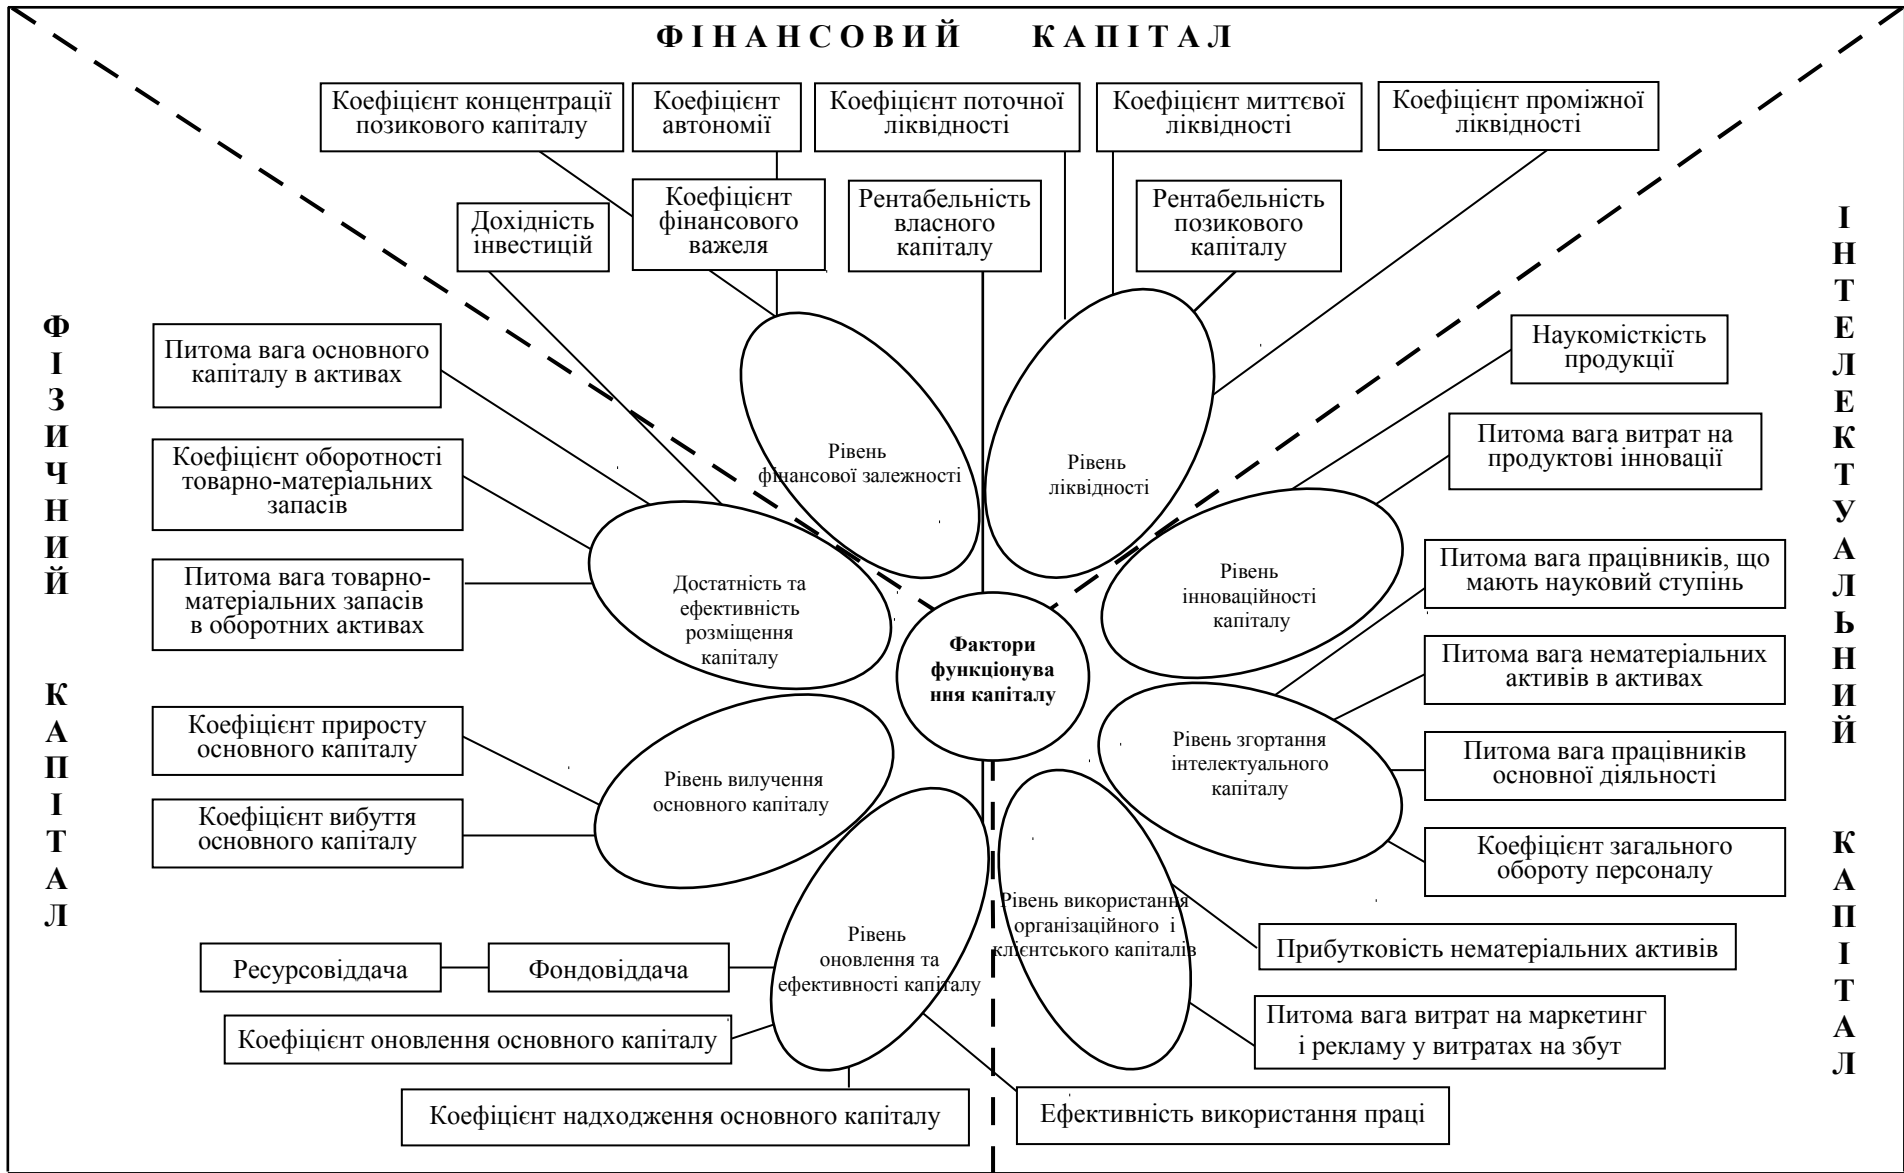 ФІНАНСОВИЙ КАПІТАЛ
Коефіцієнт концентрації
позикового капіталу
Коефіцієнт
автономії
Коефіцієнт поточної
ліквідності
Коефіцієнт миттєвої
ліквідності
Коефіцієнт проміжної
ліквідності
Дохідність
інвестицій
Коефіцієнт
фінансового
важеля
Рентабельність
власного
капіталу
Рентабельність
позикового
капіталу
ФІЗИЧНИЙ КАПІТАЛ
Питома вага основного
капіталу в активах
Коефіцієнт оборотності
товарно-матеріальних
запасів
Питома вага товарно-
матеріальних запасів
в оборотних активах
Коефіцієнт приросту
основного капіталу
Коефіцієнт вибуття
основного капіталу
Ресурсовіддача
Фондовіддача
Коефіцієнт оновлення основного капіталу
Коефіцієнт надходження основного капіталу
Рівень
фінансової залежності
Рівень
ліквідності
Достатність та
ефективність
розміщення
капіталу
Рівень
інноваційності
капіталу
Фактори
функціонува
ння капіталу
Рівень вилучення
основного капіталу
Рівень згортання
інтелектуального
капіталу
Рівень
оновлення та
ефективності капіталу
Рівень використання
організаційного і
клієнтського капіталів
ІНТЕЛЕКТУАЛЬНИЙ КАПІТАЛ
Наукомісткість
продукції
Питома вага витрат на
продуктові інновації
Питома вага працівників, що
мають науковий ступінь
Питома вага нематеріальних
активів в активах
Питома вага працівників
основної діяльності
Коефіцієнт загального
обороту персоналу
Прибутковість нематеріальних активів
Питома вага витрат на маркетинг
і рекламу у витратах на збут
Ефективність використання праці